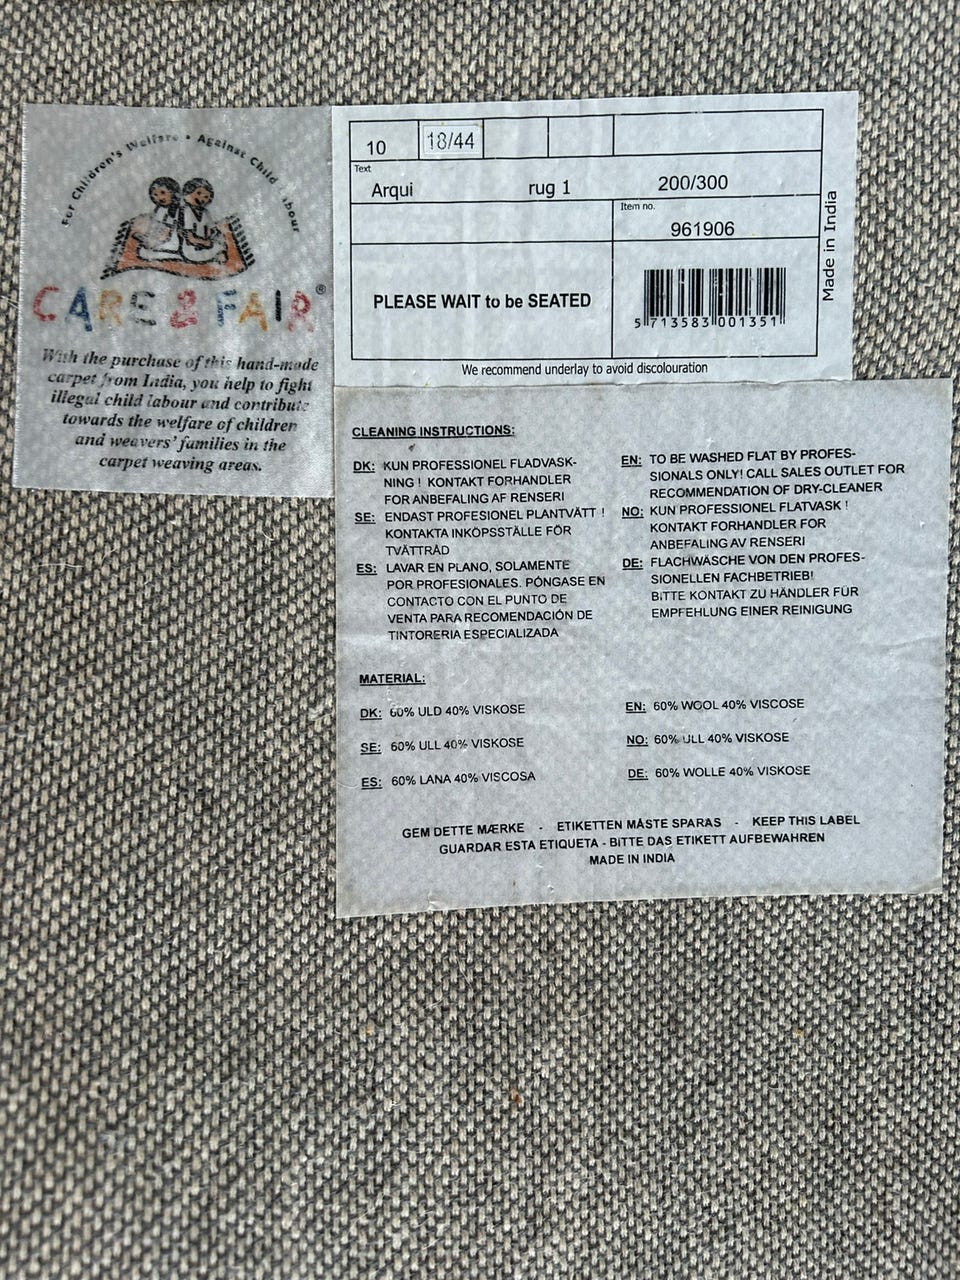 For Children's Welfare • Against Child Labour
CARE & FAIR®
With the purchase of this hand-made
carpet from India, you help to fight
illegal child labour and contribute
towards the welfare of children
and weavers' families in the
carpet weaving areas.
10 18/44
Text
Arqui rug 1 200/300
Item no.
961906
PLEASE WAIT to be SEATED
5 713583 001351
Made in India
We recommend underlay to avoid discolouration
CLEANING INSTRUCTIONS:
DK: KUN PROFESSIONEL FLADVASK-
NING ! KONTAKT FORHANDLER
FOR ANBEFALING AF RENSERI
SE: ENDAST PROFESIONEL PLANTVÄTT !
KONTAKTA INKÖPSSTÄLLE FÖR
TVÄTTRÅD
ES: LAVAR EN PLANO, SOLAMENTE
POR PROFESIONALES. PÓNGASE EN
CONTACTO CON EL PUNTO DE
VENTA PARA RECOMENDACIÓN DE
TINTORERIA ESPECIALIZADA
EN: TO BE WASHED FLAT BY PROFES-
SIONALS ONLY! CALL SALES OUTLET FOR
RECOMMENDATION OF DRY-CLEANER
NO: KUN PROFESSIONEL FLATVASK !
KONTAKT FORHANDLER FOR
ANBEFALING AV RENSERI
DE: FLACHWÄSCHE VON DEN PROFES-
SIONELLEN FACHBETRIEB!
BITTE KONTAKT ZU HÄNDLER FÜR
EMPFEHLUNG EINER REINIGUNG
MATERIAL:
DK: 60% ULD 40% VISKOSE
SE: 60% ULL 40% VISKOSE
ES: 60% LANA 40% VISCOSA
EN: 60% WOOL 40% VISCOSE
NO: 60% ULL 40% VISKOSE
DE: 60% WOLLE 40% VISKOSE
GEM DETTE MÆRKE - ETIKETTEN MÅSTE SPARAS - KEEP THIS LABEL
GUARDAR ESTA ETIQUETA - BITTE DAS ETIKETT AUFBEWAHREN
MADE IN INDIA